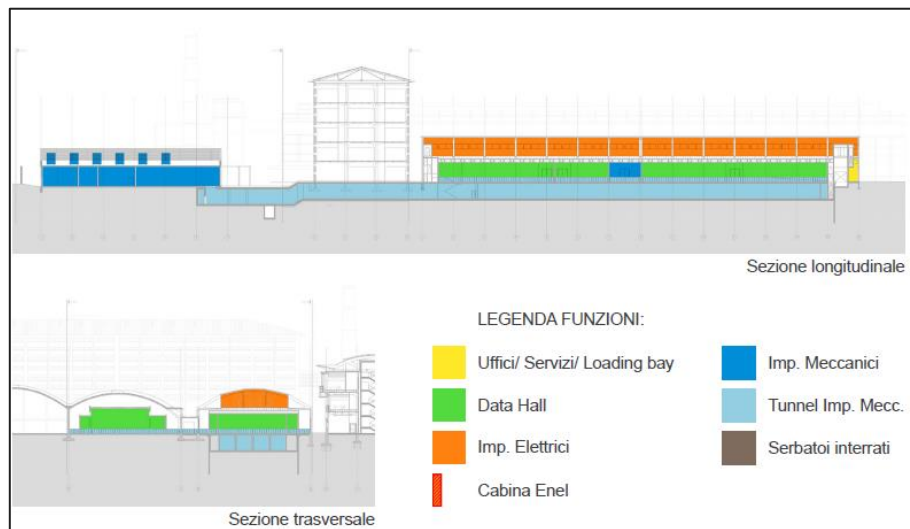 Sezione longitudinale
LEGENDA FUNZIONI:
Uffici/ Servizi/ Loading bay
Imp. Meccanici
Data Hall
Tunnel Imp. Mecc.
Imp. Elettrici
Serbatoi interrati
Cabina Enel
Sezione trasversale